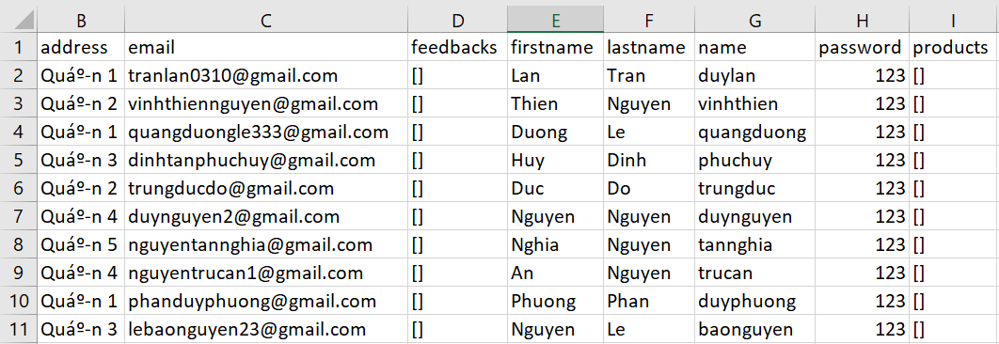 B C D E F G H I
1 address email feedbacks firstname lastname name password products
2 Quáº-n 1 tranlan0310@gmail.com [] Lan Tran duylan 123 []
3 Quáº-n 2 vinhthiennguyen@gmail.com [] Thien Nguyen vinhthien 123 []
4 Quáº-n 1 quangduongle333@gmail.com [] Duong Le quangduong 123 []
5 Quáº-n 3 dinhtanphuchuy@gmail.com [] Huy Dinh phuchuy 123 []
6 Quáº-n 2 trungducdo@gmail.com [] Duc Do trungduc 123 []
7 Quáº-n 4 duynguyen2@gmail.com [] Nguyen Nguyen duynguyen 123 []
8 Quáº-n 5 nguyentannghia@gmail.com [] Nghia Nguyen tannghia 123 []
9 Quáº-n 4 nguyentrucan1@gmail.com [] An Nguyen trucan 123 []
10 Quáº-n 1 phanduyphuong@gmail.com [] Phuong Phan duyphuong 123 []
11 Quáº-n 3 lebaonguyen23@gmail.com [] Nguyen Le baonguyen 123 []